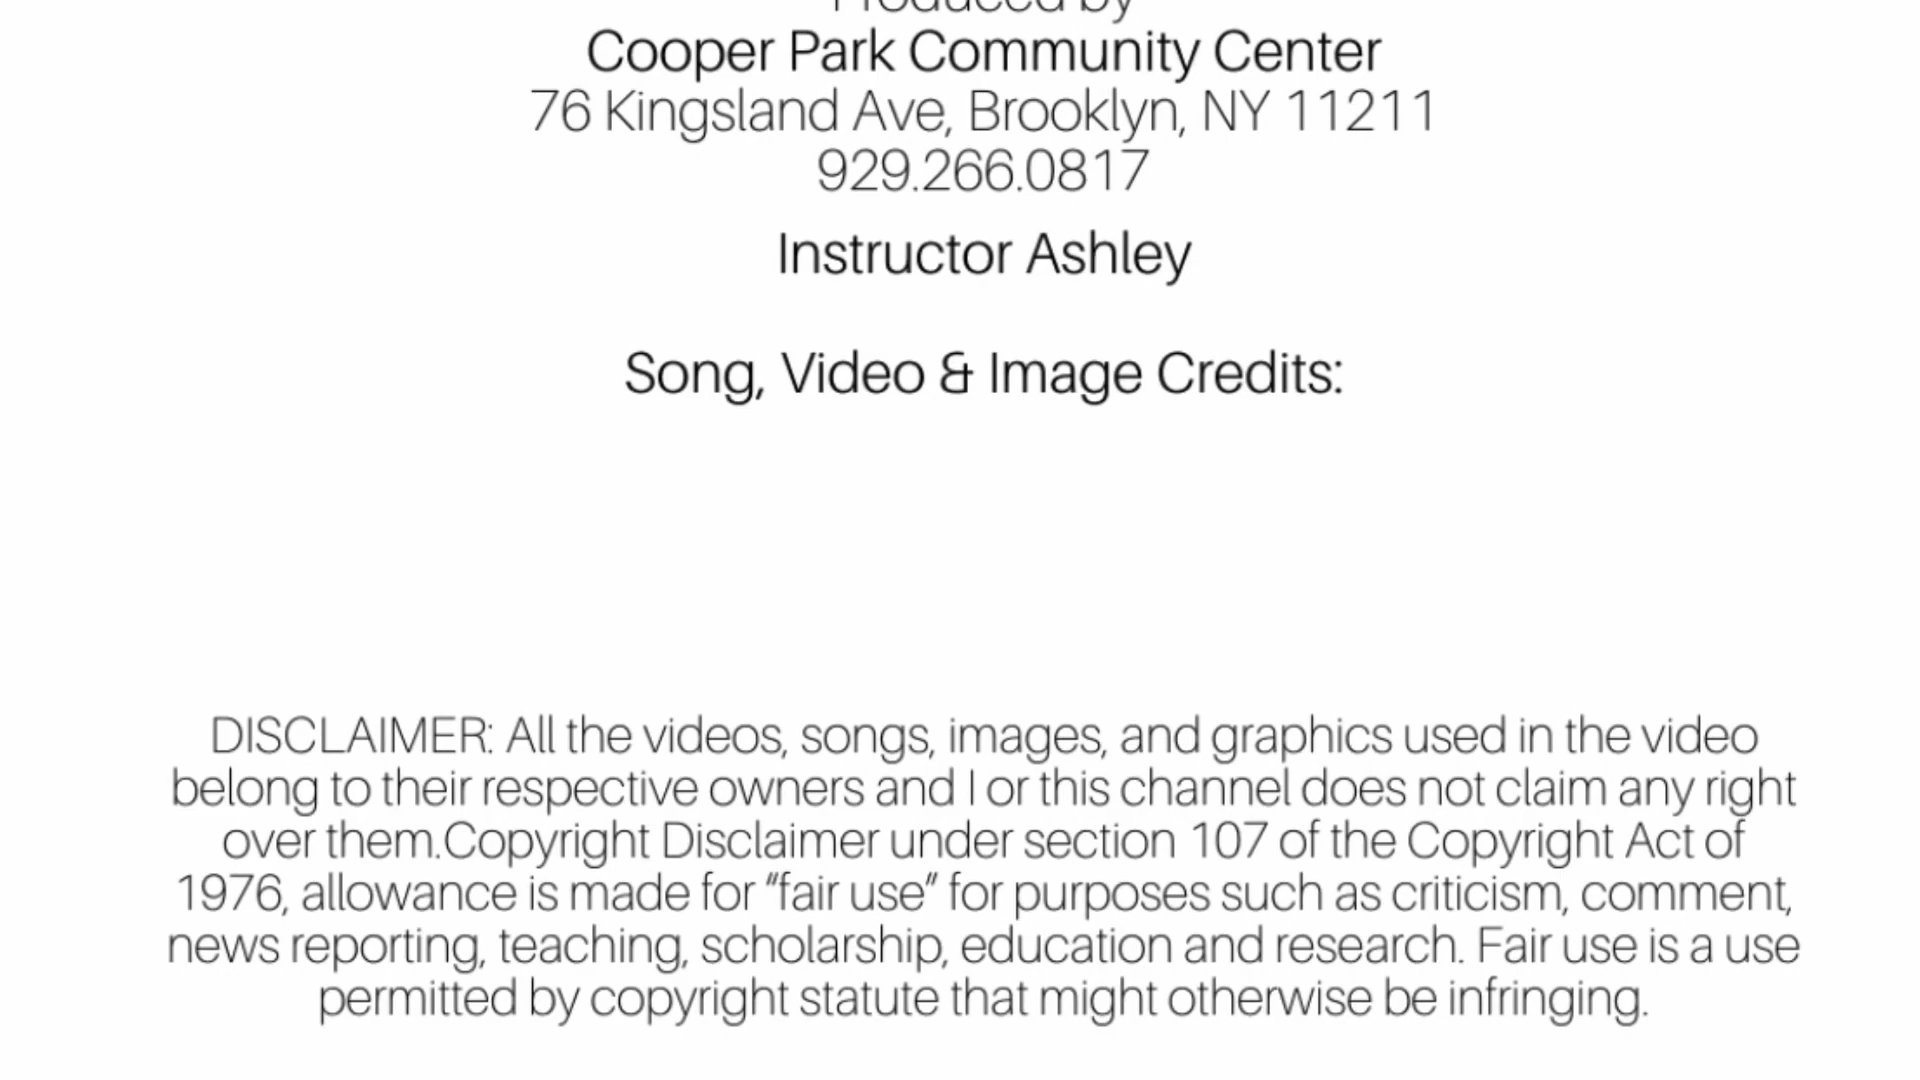 Produced by
Cooper Park Community Center
76 Kingsland Ave, Brooklyn, NY 11211
929.266.0817
Instructor Ashley
Song, Video & Image Credits:
DISCLAIMER: All the videos, songs, images, and graphics used in the video
belong to their respective owners and I or this channel does not claim any right
over them.Copyright Disclaimer under section 107 of the Copyright Act of
1976, allowance is made for “fair use” for purposes such as criticism, comment,
news reporting, teaching, scholarship, education and research. Fair use is a use
permitted by copyright statute that might otherwise be infringing.